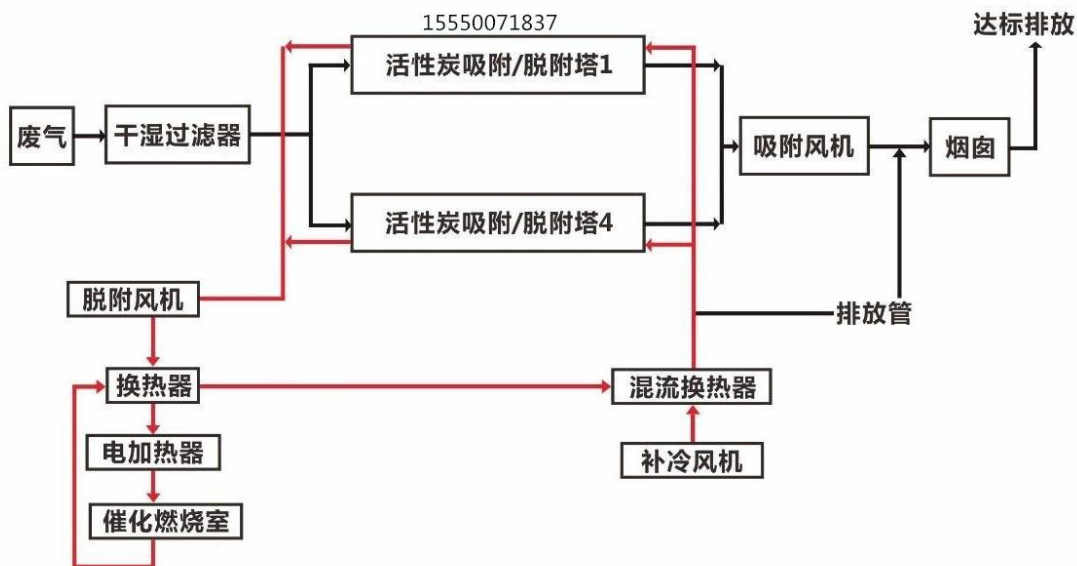 15550071837
达标排放
活性炭吸附/脱附塔1
废气
干湿过滤器
吸附风机
烟囱
活性炭吸附/脱附塔4
脱附风机
排放管
换热器
混流换热器
电加热器
补冷风机
催化燃烧室